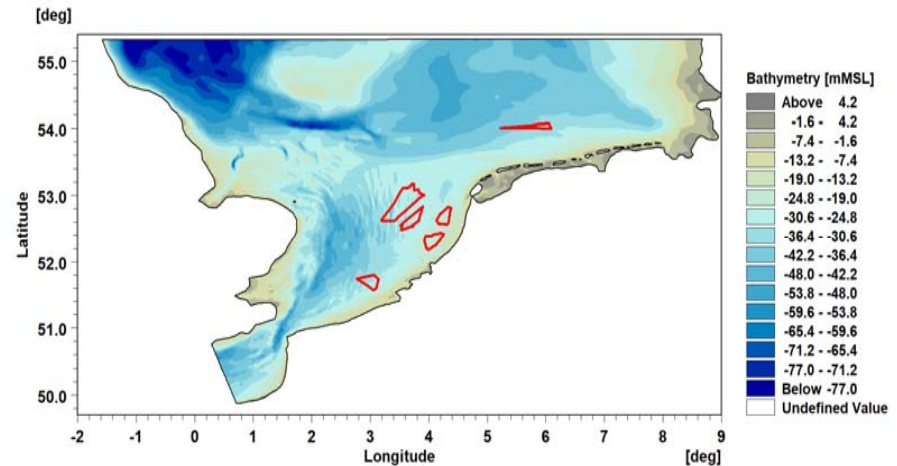 [deg]
55.0
54.0
53.0
52.0
51.0
50.0
Latitude
-2 -1 0 1 2 3 4 5 6 7 8 9
Longitude [deg]
Bathymetry [mMSL]
Above 4.2
-1.6 - 4.2
-7.4 - -1.6
-13.2 - -7.4
-19.0 - -13.2
-24.8 - -19.0
-30.6 - -24.8
-36.4 - -30.6
-42.2 - -36.4
-48.0 - -42.2
-53.8 - -48.0
-59.6 - -53.8
-65.4 - -59.6
-71.2 - -65.4
-77.0 - -71.2
Below -77.0
Undefined Value